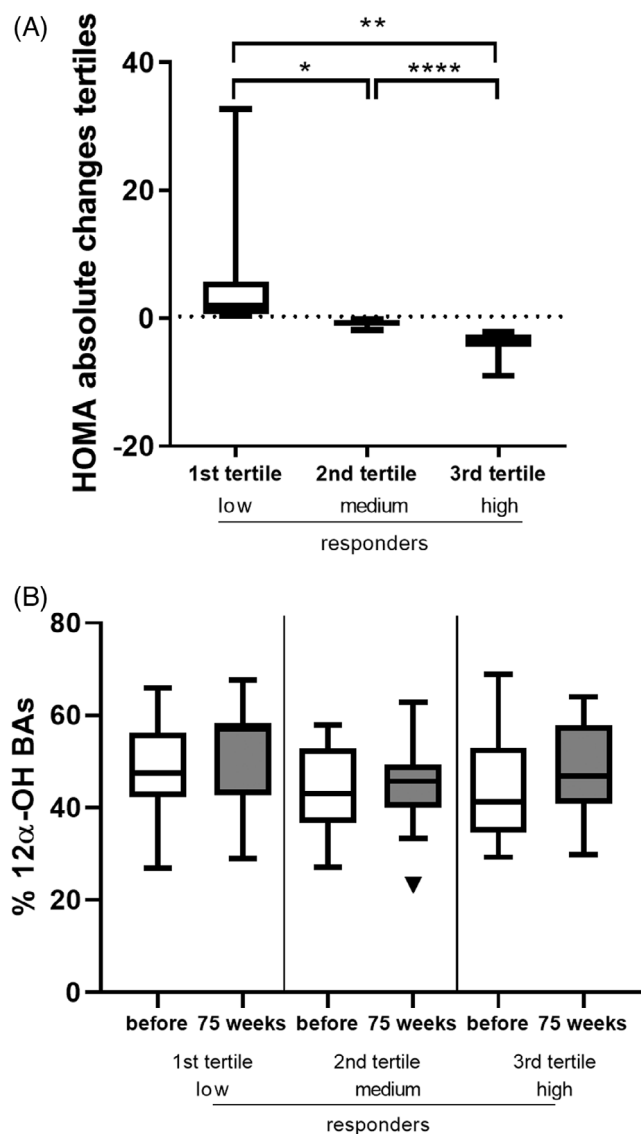 (A)
HOMA absolute changes tertiles
40
20
0
-20
**
* ****
1st tertile 2nd tertile 3rd tertile
low medium high
responders
(B)
% 12α-OH BAs
80
60
40
20
0
before 75 weeks before 75 weeks before 75 weeks
1st tertile 2nd tertile 3rd tertile
low medium high
responders